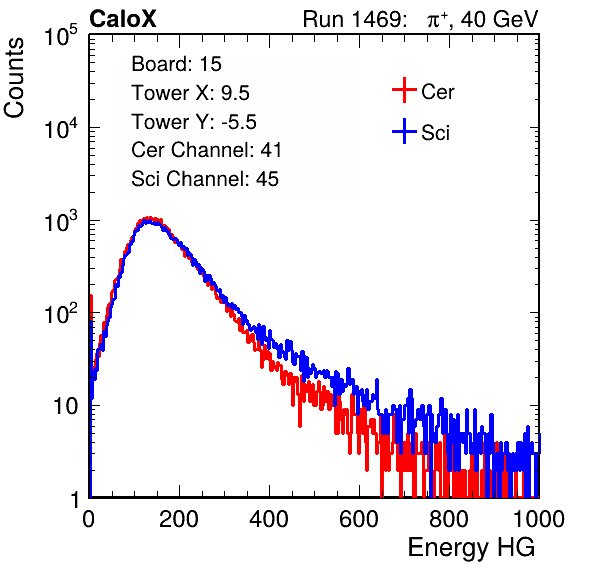 CaloX Run 1469: π⁺, 40 GeV
Counts
Board: 15
Tower X: 9.5
Tower Y: -5.5
Cer Channel: 41
Sci Channel: 45
Cer
Sci
10⁵
10⁴
10³
10²
10
1
0 200 400 600 800 1000
Energy HG